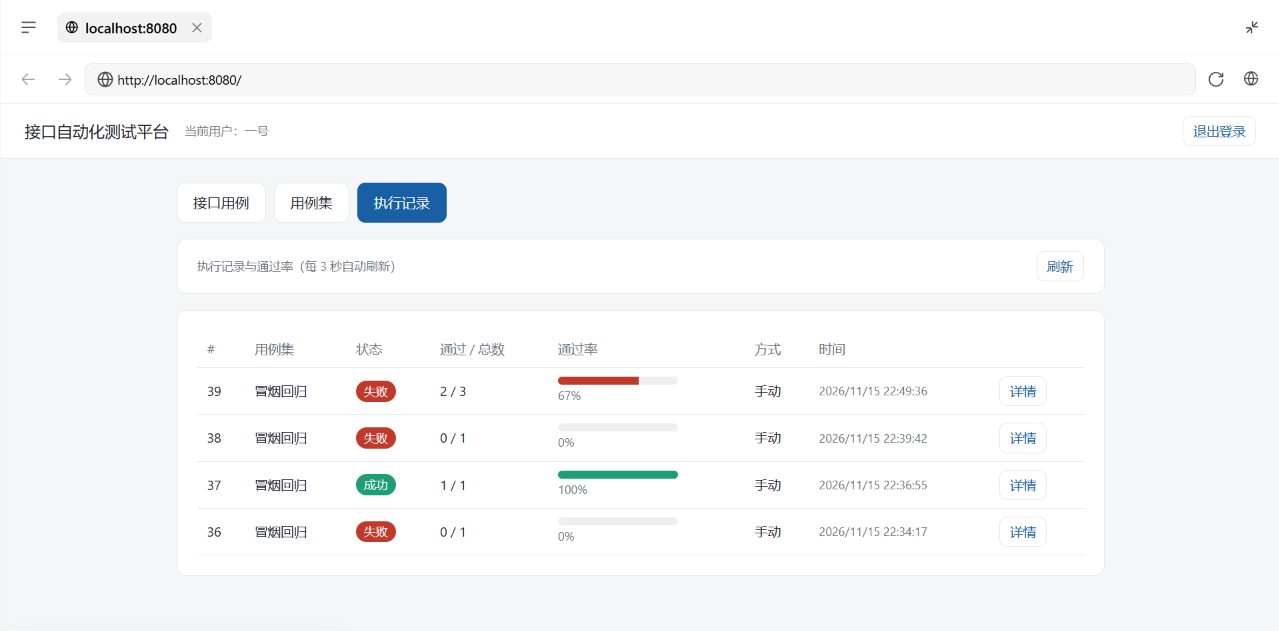 localhost:8080
http://localhost:8080/
接口自动化测试平台 当前用户：一号 退出登录
接口用例 用例集 执行记录
执行记录与通过率（每 3 秒自动刷新） 刷新
# 用例集 状态 通过 / 总数 通过率 方式 时间
39 冒烟回归 失败 2 / 3 67% 手动 2026/11/15 22:49:36 详情
38 冒烟回归 失败 0 / 1 0% 手动 2026/11/15 22:39:42 详情
37 冒烟回归 成功 1 / 1 100% 手动 2026/11/15 22:36:55 详情
36 冒烟回归 失败 0 / 1 0% 手动 2026/11/15 22:34:17 详情